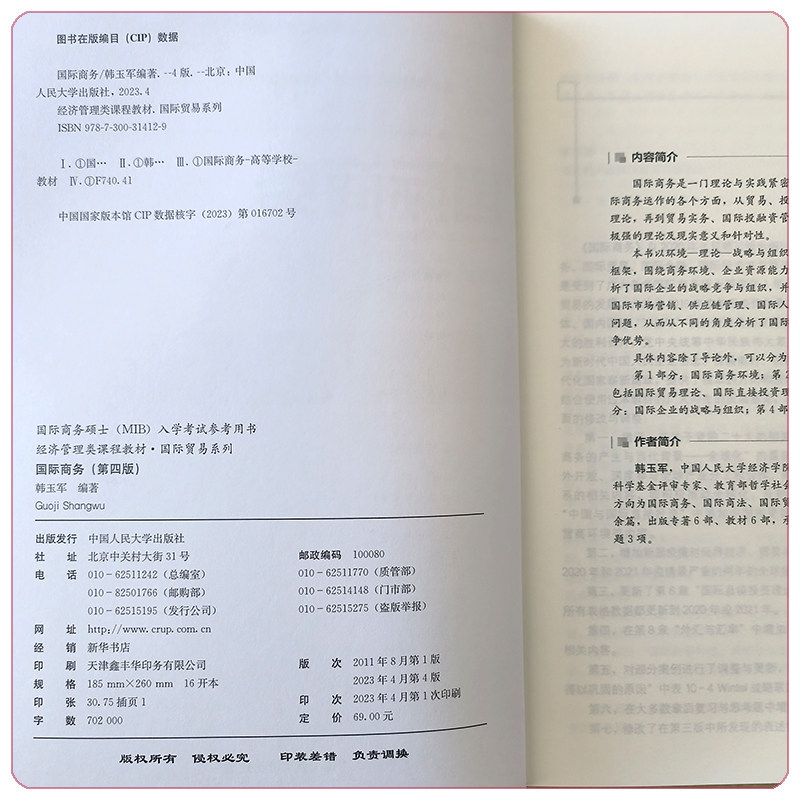 图书在版编目（CIP）数据
国际商务/韩玉军编著. --4版. --北京：中国
人民大学出版社，2023.4
经济管理类课程教材. 国际贸易系列
ISBN 978-7-300-31412-9
Ⅰ.①国… Ⅱ.①韩… Ⅲ.①国际商务-高等学校-
教材 Ⅳ.①F740.41
中国国家版本馆CIP数据核字（2023）第016702号
国际商务硕士（MIB）入学考试参考用书
经济管理类课程教材·国际贸易系列
国际商务（第四版）
韩玉军 编著
Guoji Shangwu
出版发行 中国人民大学出版社
社 址 北京中关村大街31号 邮政编码 100080
电 话 010－62511242（总编室） 010－62511770（质管部）
010－82501766（邮购部） 010－62514148（门市部）
010－62515195（发行公司） 010－62515275（盗版举报）
网 址 http://www.crup.com.cn
经 销 新华书店
印 刷 天津鑫丰华印务有限公司 版 次 2011年8月第1版
规 格 185 mm×260 mm 16开本 2023年4月第4版
印 张 30.75 插页1 印 次 2023年4月第1次印刷
字 数 702 000 定 价 69.00元
版权所有 侵权必究 印装差错 负责调换
内容简介
国际商务是一门理论与实践紧密
际商务运作的各个方面，从贸易、投
理论，再到贸易实务、国际投融资管
极强的理论及现实意义和针对性。
本书以环境—理论—战略与组织
框架，围绕商务环境、企业资源能力
析了国际企业的战略竞争与组织，并
国际市场营销、供应链管理、国际人
问题，从而从不同的角度分析了国际
争优势。
具体内容除了导论外，可以分为
第1部分：国际商务环境；第2
包括国际贸易理论、国际直接投资理
分：国际企业的战略与组织；第4部
作者简介
韩玉军，中国人民大学经济学院
科学基金评审专家、教育部哲学社会
方向为国际商务、国际商法、国际贸
余篇，出版专著6部、教材6部，承
题3项。